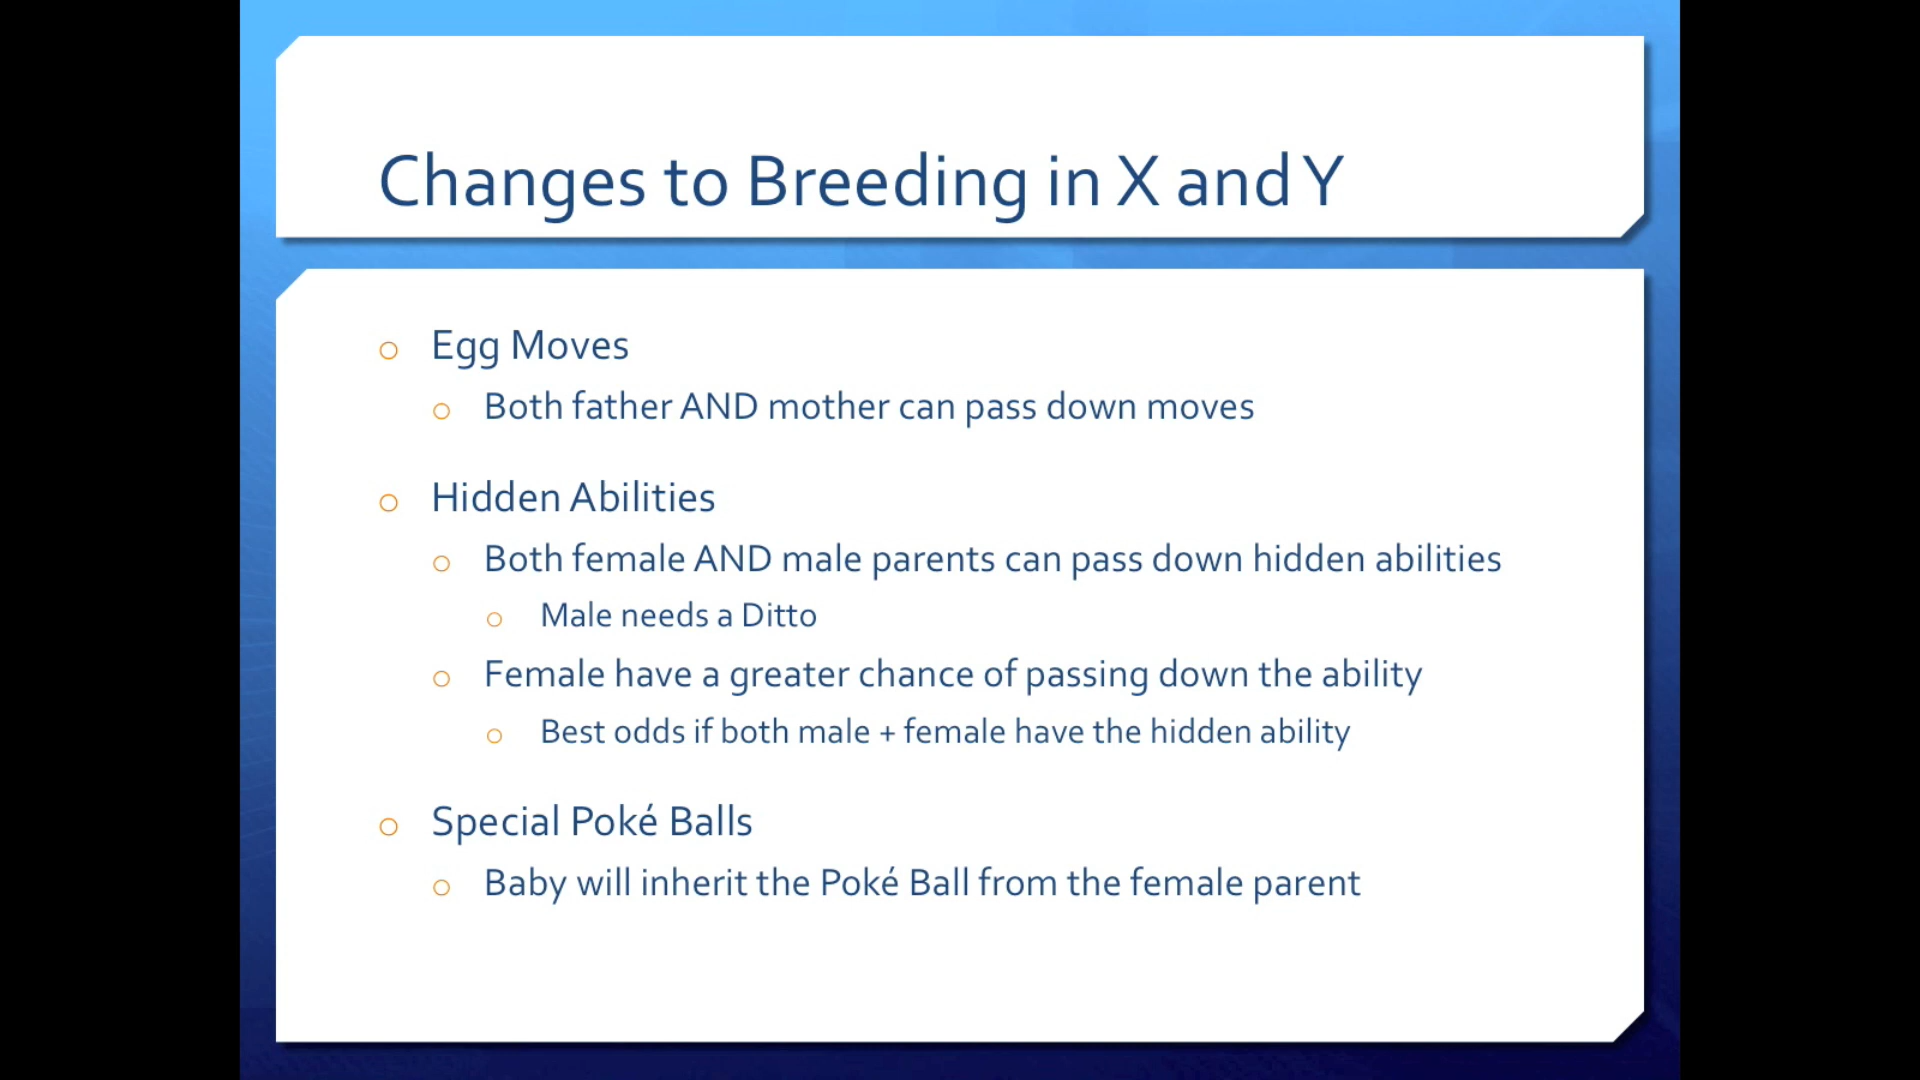 Changes to Breeding in X and Y
Egg Moves
Both father AND mother can pass down moves
Hidden Abilities
Both female AND male parents can pass down hidden abilities
Male needs a Ditto
Female have a greater chance of passing down the ability
Best odds if both male + female have the hidden ability
Special Poké Balls
Baby will inherit the Poké Ball from the female parent